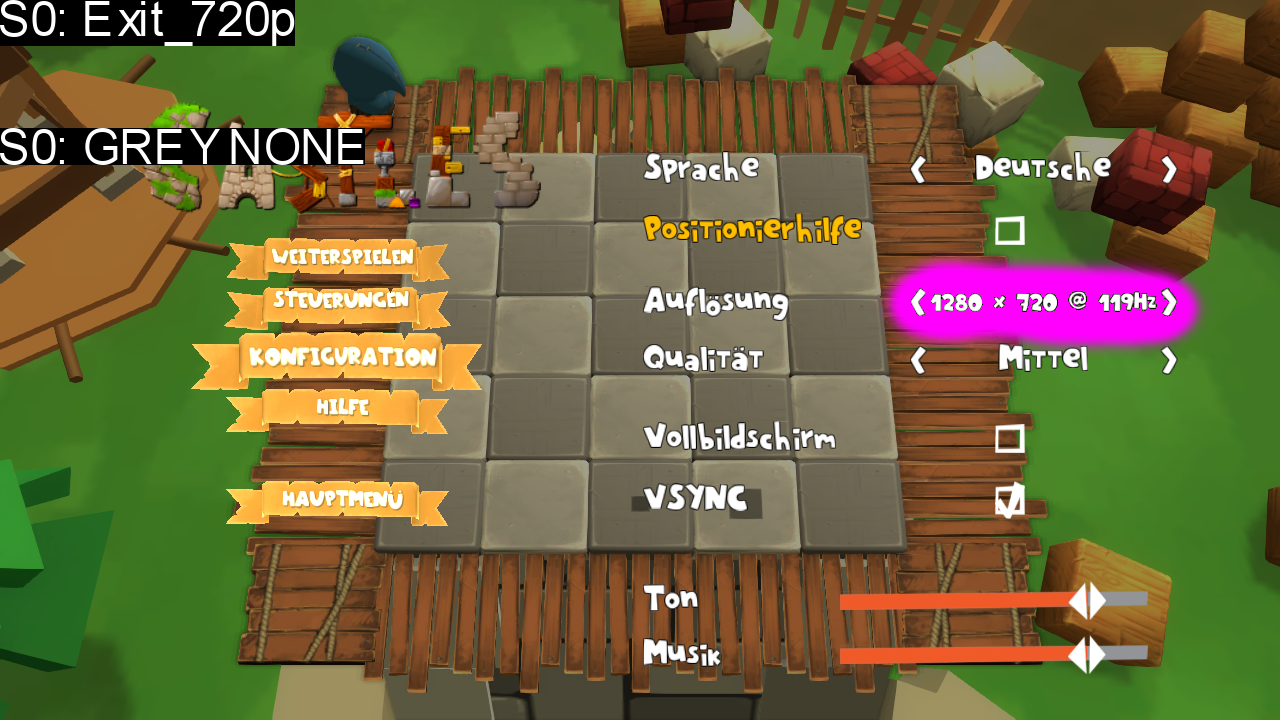 S0: Exit_720p
S0: GREY NONE
WEITERSPIELEN
STEUERUNGEN
KONFIGURATION
HILFE
HAUPTMENÜ
Sprache
Deutsche
Positionierhilfe
Auflösung
1280 × 720 @ 119Hz
Qualität
Mittel
Vollbildschirm
VSYNC
Ton
Musik